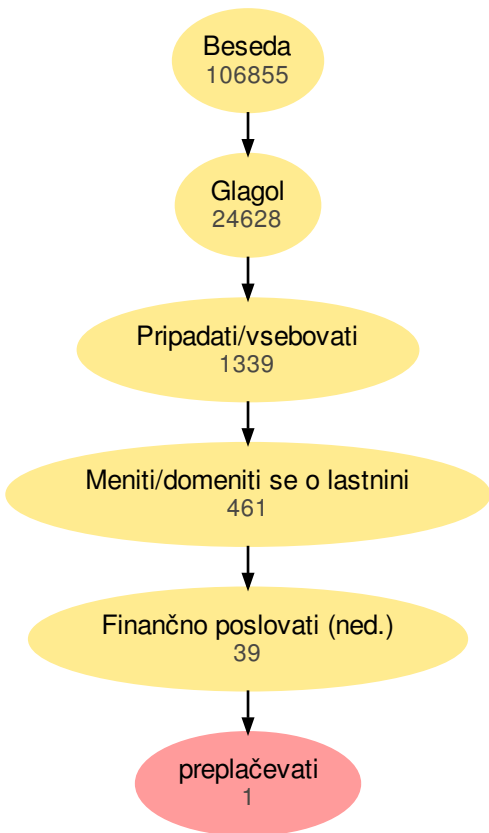 Beseda
106855
Glagol
24628
Pripadati/vsebovati
1339
Meniti/domeniti se o lastnini
461
Finančno poslovati (ned.)
39
preplačevati
1